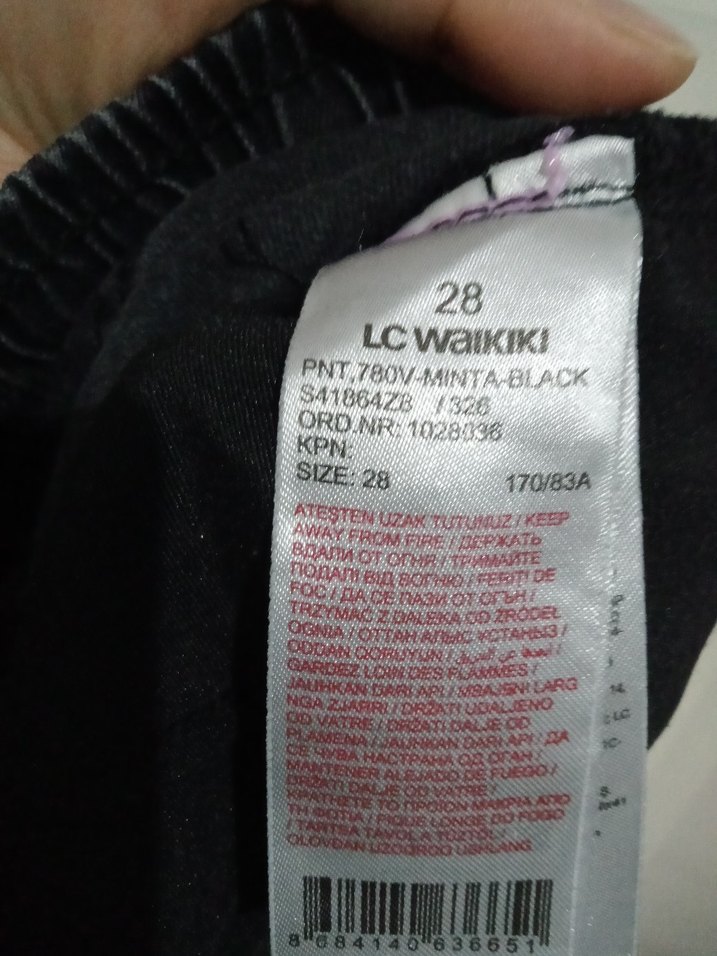 28
LC WAIKIKI
PNT,780V-MINTA-BLACK
S41864Z8 /326
ORD.NR: 1028036
KPN:
SIZE: 28 170/83A
ATEŞTEN UZAK TUTUNUZ / KEEP
AWAY FROM FIRE / ДЕРЖАТЬ
ВДАЛИ ОТ ОГНЯ / ТРИМАЙТЕ
ПОДАЛІ ВІД ВОГНЮ / FERITI DE
FOC / ДА СЕ ПАЗИ ОТ ОГЪН /
TRZYMAĆ Z DALEKA OD ŹRÓDEŁ
OGNIA / ОТТАН АЛЫС ҰСТАҢЫЗ /
ODDAN QORUYUN / / 
GARDEZ LOIN DES FLAMMES /
JAUHKAN DARI API / MBAJENI LARG
NGA ZJARRI / DRŽATI UDALJENO
OD VATRE / DRŽATI DALJE OD
PLAMENA / JAUHKAN DARI API / ДА
СЕ ЧУВА НАСТРАНА ОД ОГАН /
MANTENER ALEJADO DE FUEGO /
DRŽATI DALJE OD VATRE /
ΚΡΑΤΗΣΤΕ ΤΟ ΠΡΟΪΟΝ ΜΑΚΡΙΑ ΑΠΟ
ΤΗ ΦΩΤΙΑ / FIQUE LONGE DO FOGO
/ TARTSA TÁVOL A TŰZTŐL /
OLOVDAN UZOQROQ USHLANG
8 684140 636651